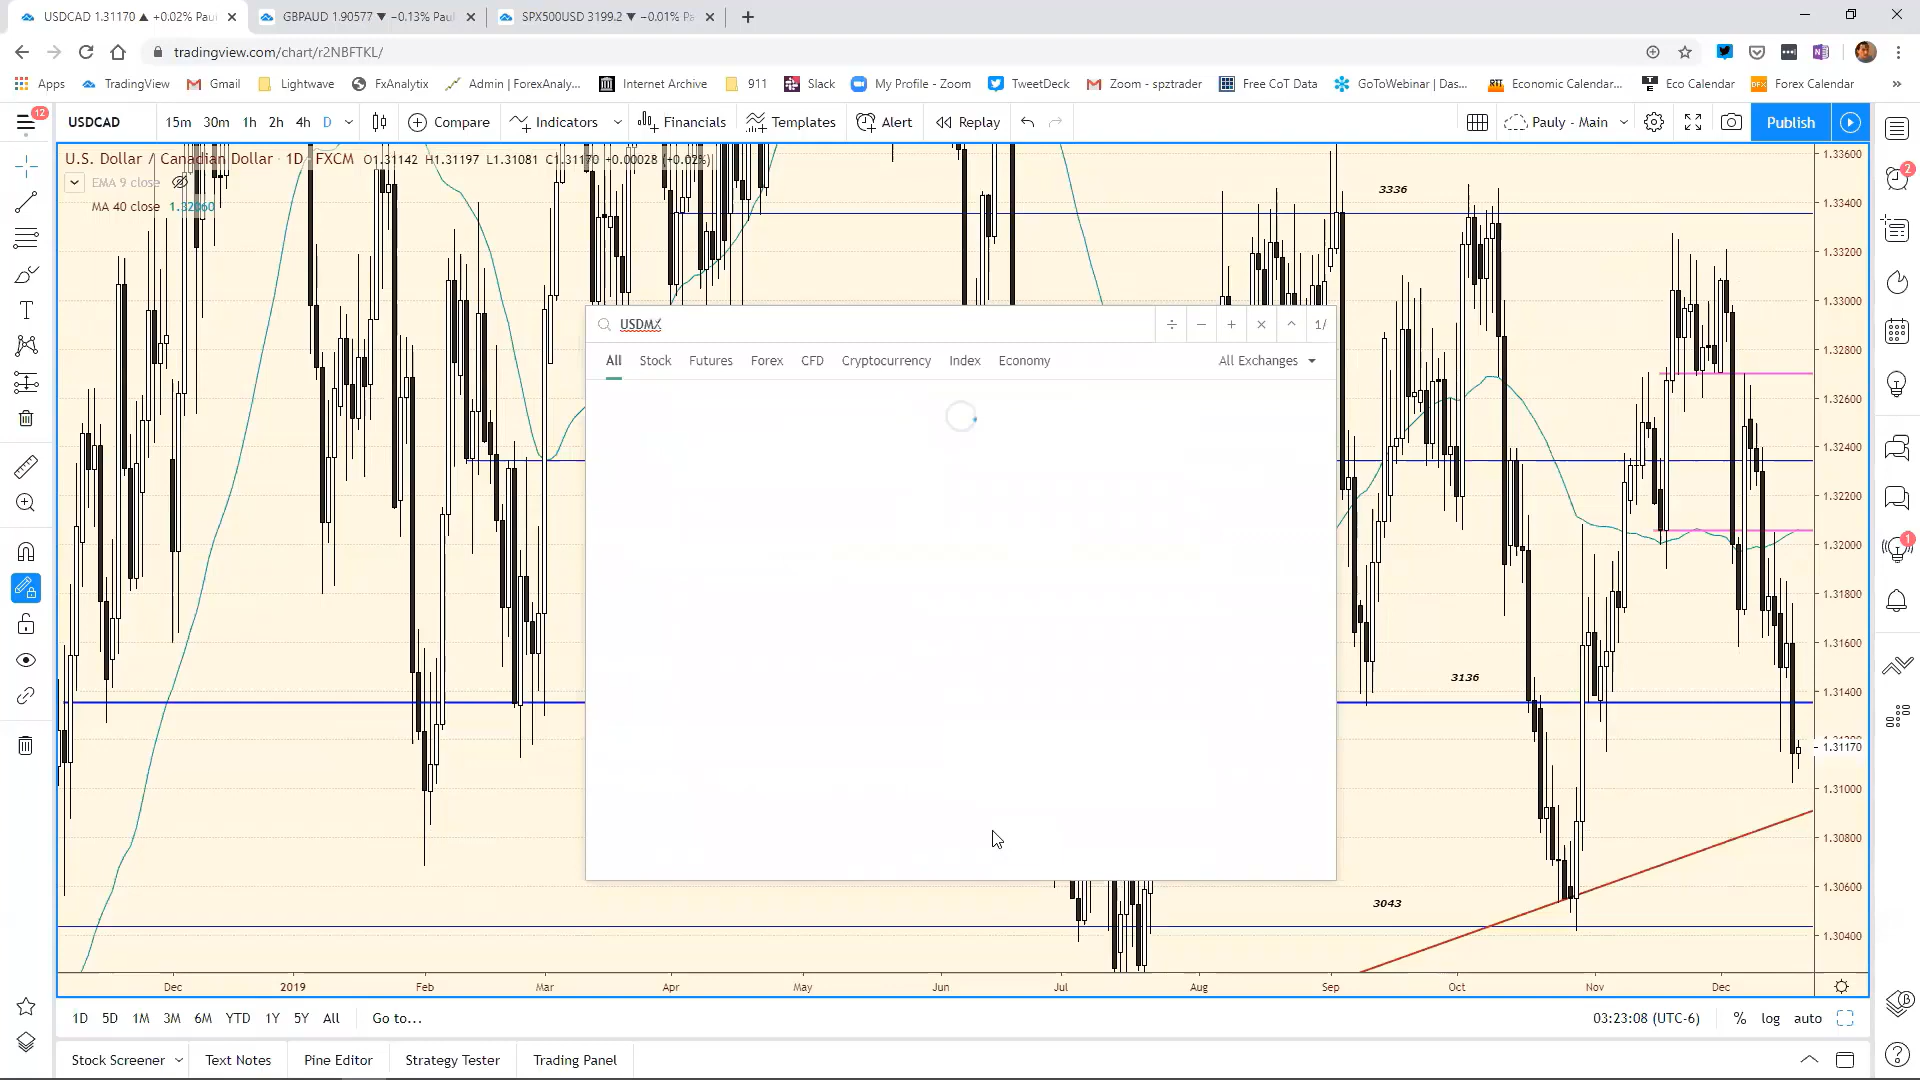 USDCAD 1.31170 ▲ +0.02% Pau
GBPAUD 1.90577 ▼ −0.13% Paul
SPX500USD 3199.2 ▼ −0.01% Pa
tradingview.com/chart/r2NBFTKL/
Apps TradingView Gmail Lightwave FxAnalytix Admin | ForexAnaly... Internet Archive 911 Slack My Profile - Zoom TweetDeck Zoom - spztrader Free CoT Data GoToWebinar | Das... Economic Calendar... Eco Calendar Forex Calendar »
12
USDCAD 15m 30m 1h 2h 4h D Compare Indicators Financials Templates Alert Replay Pauly - Main Publish
U.S. Dollar / Canadian Dollar · 1D · FXCM O1.31142 H1.31197 L1.31081 C1.31170 +0.00028 (+0.02%)
EMA 9 close
MA 40 close 1.32060
USDMX
÷ − + × ^ 1/
All Stock Futures Forex CFD Cryptocurrency Index Economy All Exchanges
3336
3136
3043
1.33600
1.33400
1.33200
1.33000
1.32800
1.32600
1.32400
1.32200
1.32000
1.31800
1.31600
1.31400
1.31170
1.31000
1.30800
1.30600
1.30400
2
1
Dec 2019 Feb Mar Apr May Jun Jul Aug Sep Oct Nov Dec
1D 5D 1M 3M 6M YTD 1Y 5Y All Go to... 03:23:08 (UTC-6) % log auto
Stock Screener Text Notes Pine Editor Strategy Tester Trading Panel